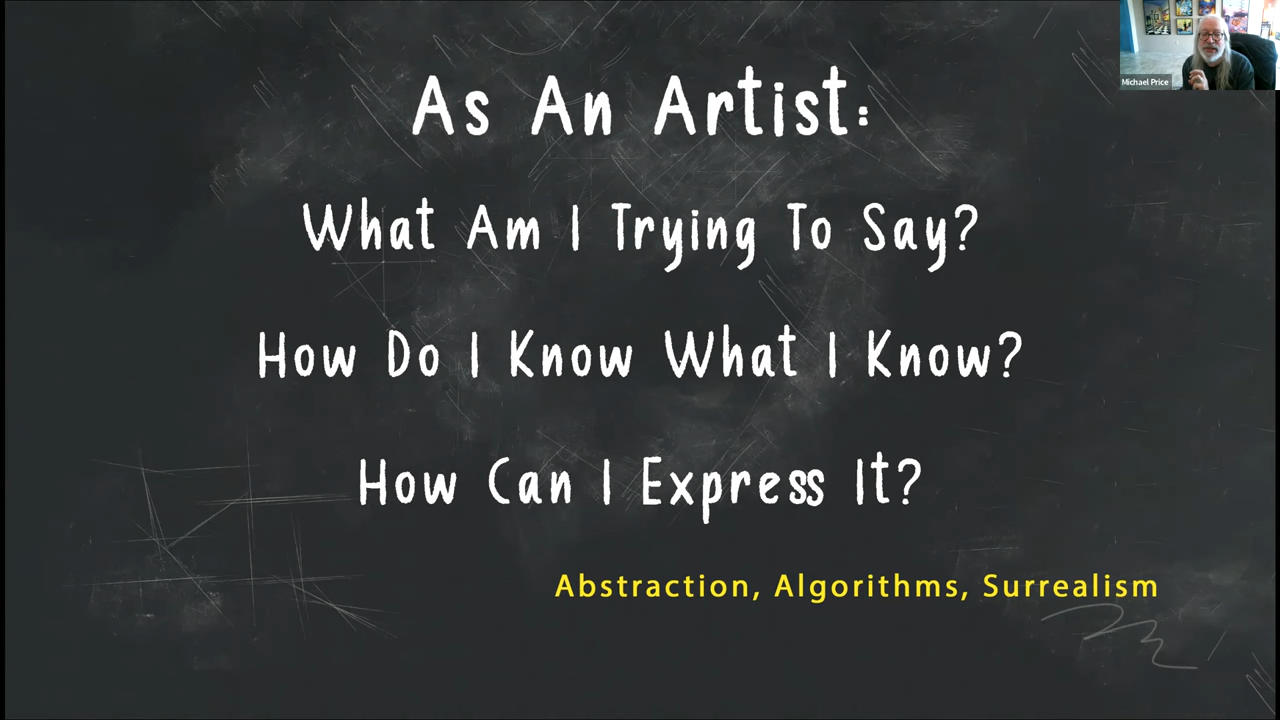 As An Artist:
Michael Price
What Am I Trying To Say?
How Do I Know What I Know?
How Can I Express It?
Abstraction, Algorithms, Surrealism